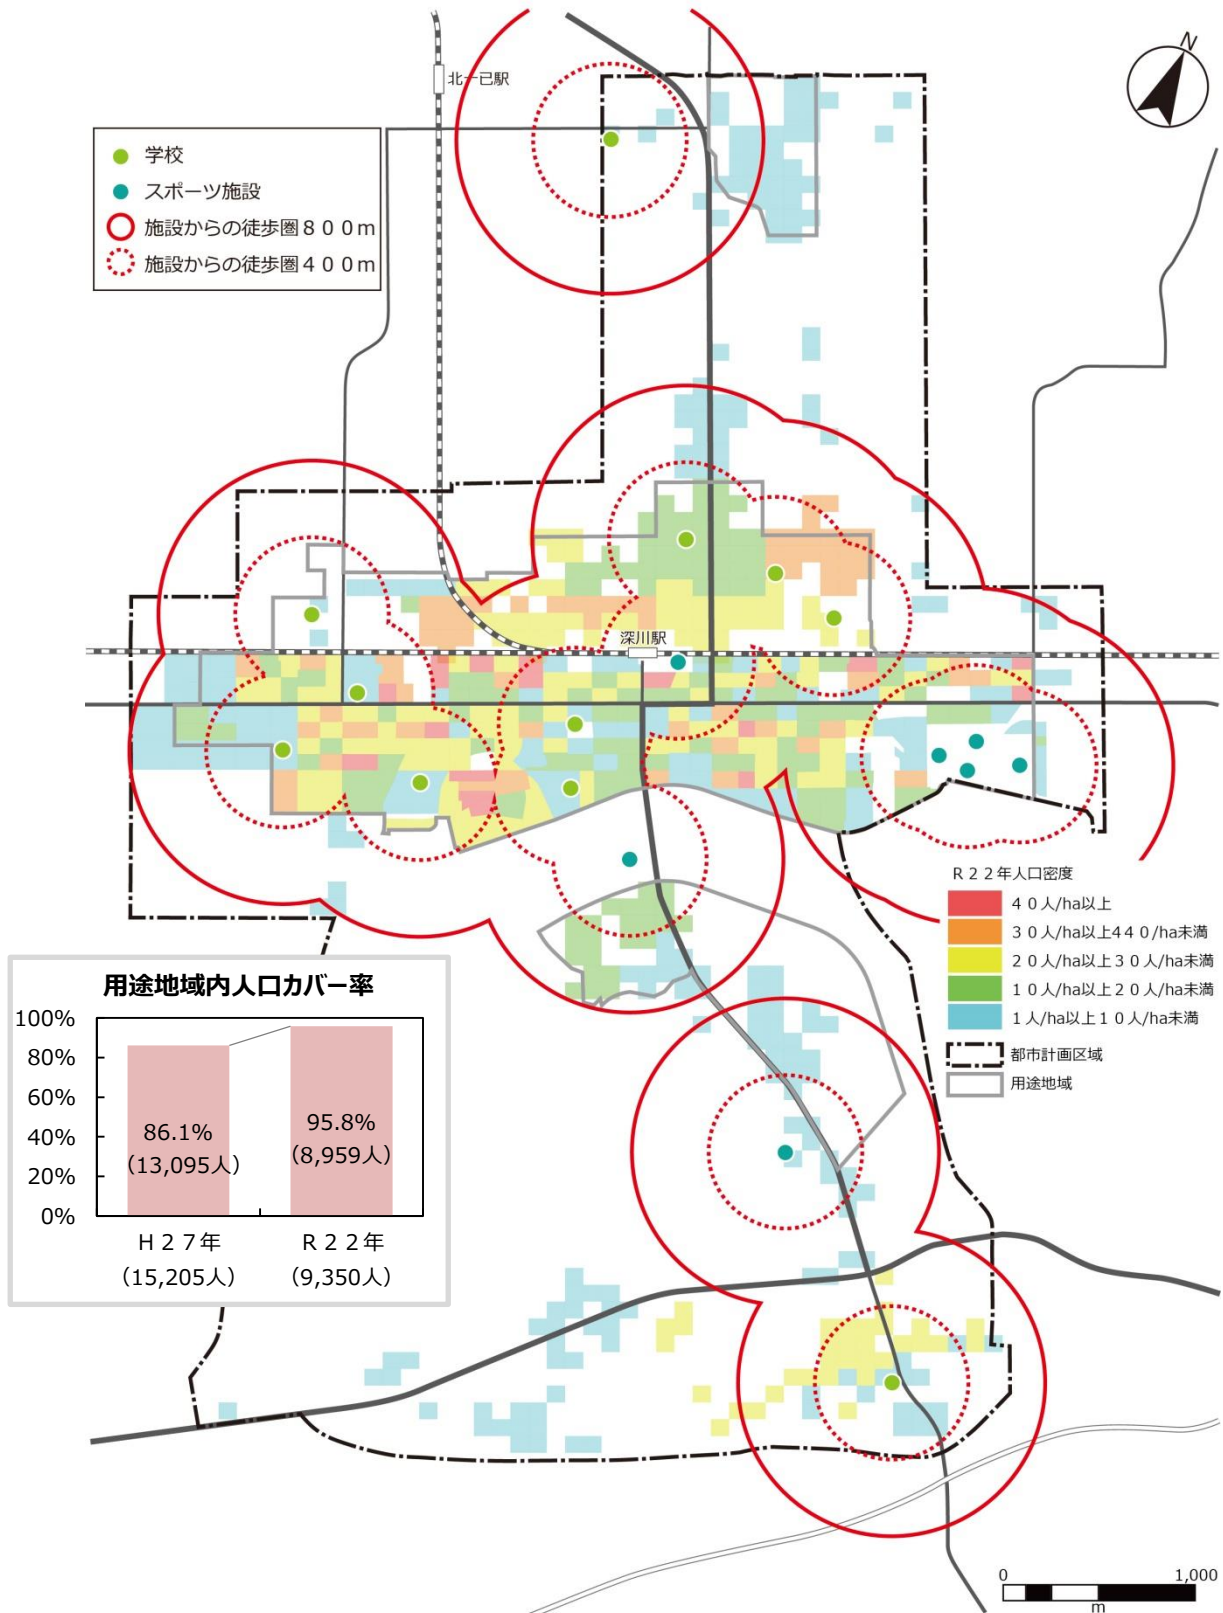 N
北一已駅
学校
スポーツ施設
施設からの徒歩圏８００m
施設からの徒歩圏４００m
深川駅
R２２年人口密度
４０人/ha以上
３０人/ha以上440/ha未満
２０人/ha以上３０人/ha未満
１０人/ha以上２０人/ha未満
１人/ha以上１０人/ha未満
都市計画区域
用途地域
用途地域内人口カバー率
100%
80%
60%
40%
20%
0%
86.1%
（13,095人）
95.8%
（8,959人）
H２７年
（15,205人）
R２２年
（9,350人）
0 1,000
m